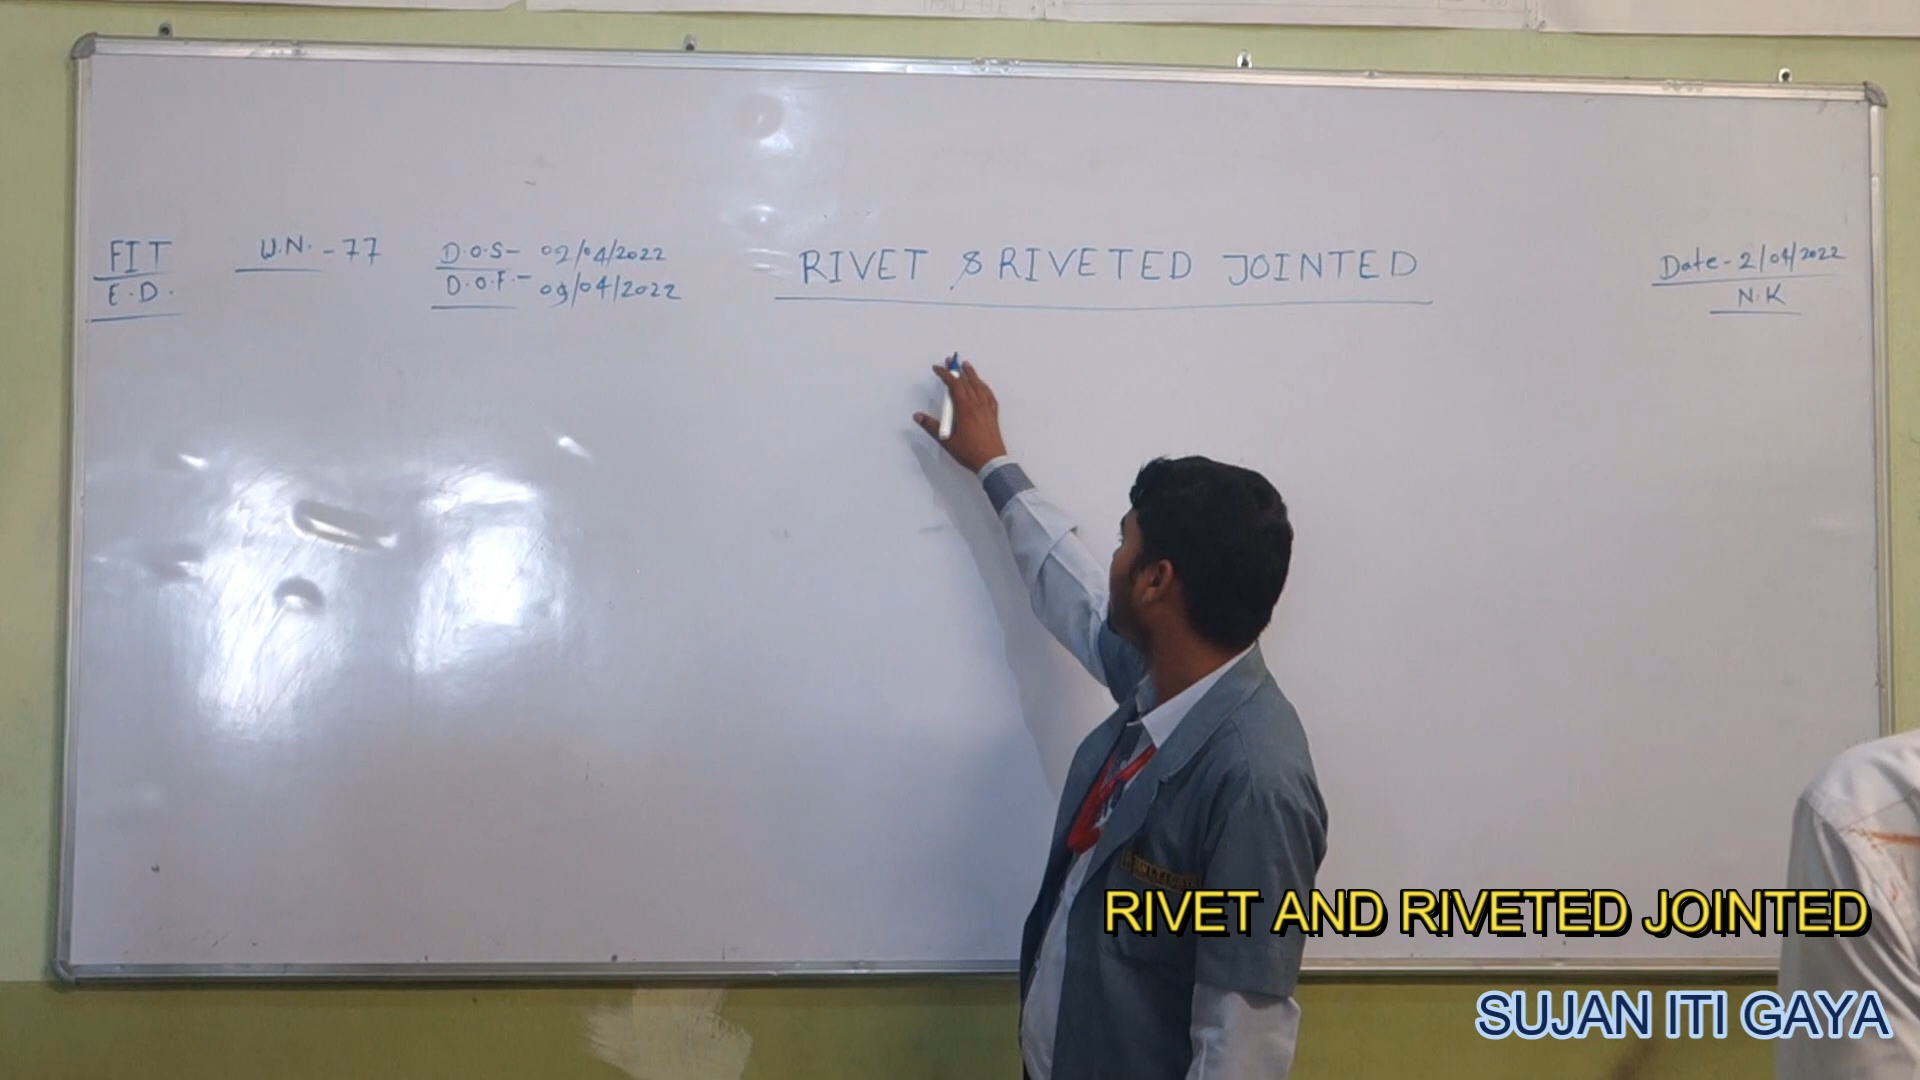 FIT
E.D.
W.N. - 77
D.O.S- 02/04/2022
D.O.F.- 09/04/2022
RIVET & RIVETED JOINTED
Date - 2/04/2022
N.K
RIVET AND RIVETED JOINTED
SUJAN ITI GAYA